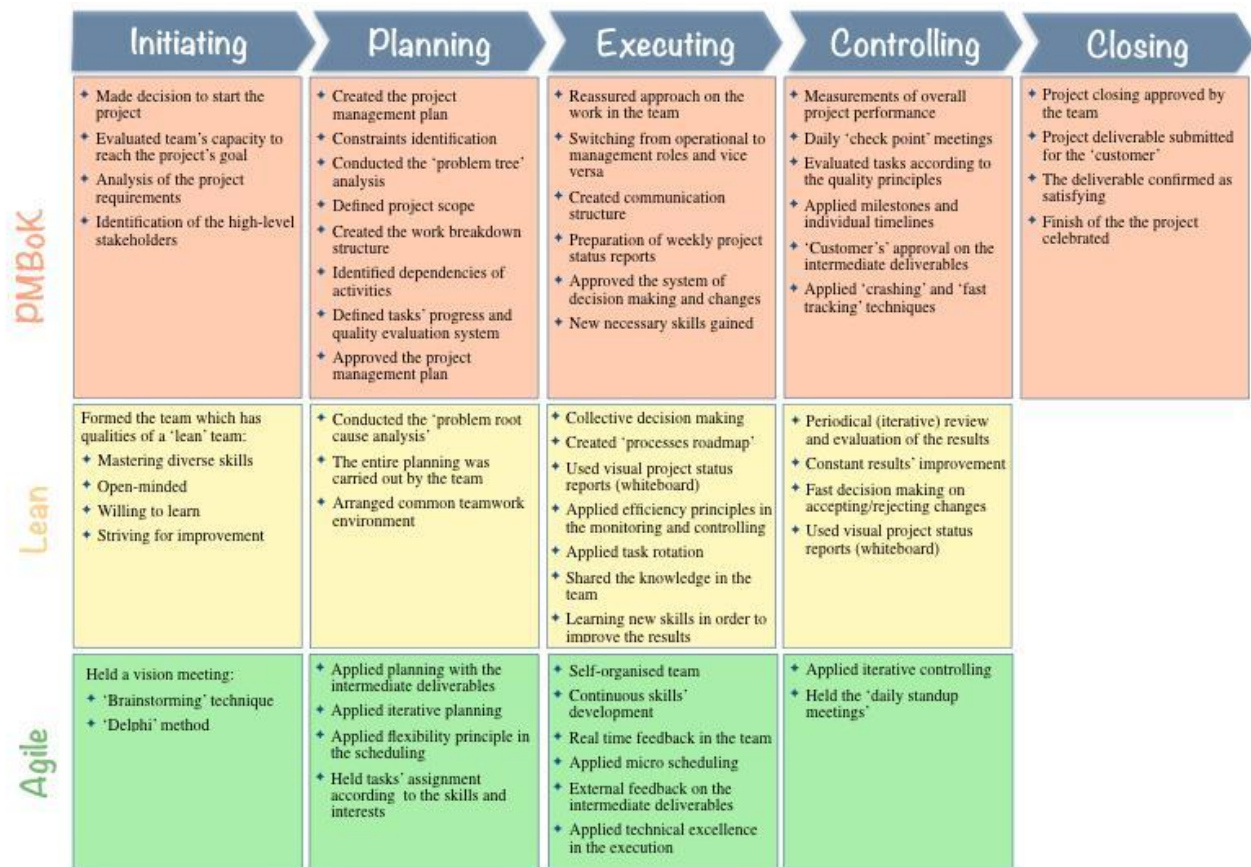 Initiating
Planning
Executing
Controlling
Closing
PMBoK
Made decision to start the
project
Evaluated team's capacity to
reach the project's goal
Analysis of the project
requirements
Identification of the high-level
stakeholders
Created the project
management plan
Constraints identification
Conducted the 'problem tree'
analysis
Defined project scope
Created the work breakdown
structure
Identified dependencies of
activities
Defined tasks' progress and
quality evaluation system
Approved the project
management plan
Reassured approach on the
work in the team
Switching from operational to
management roles and vice
versa
Created communication
structure
Preparation of weekly project
status reports
Approved the system of
decision making and changes
New necessary skills gained
Measurements of overall
project performance
Daily 'check point' meetings
Evaluated tasks according to
the quality principles
Applied milestones and
individual timelines
'Customer's' approval on the
intermediate deliverables
Applied 'crashing' and 'fast
tracking' techniques
Project closing approved by
the team
Project deliverable submitted
for the 'customer'
The deliverable confirmed as
satisfying
Finish of the the project
celebrated
Lean
Formed the team which has
qualities of a 'lean' team:
Mastering diverse skills
Open-minded
Willing to learn
Striving for improvement
Conducted the 'problem root
cause analysis'
The entire planning was
carried out by the team
Arranged common teamwork
environment
Collective decision making
Created 'processes roadmap'
Used visual project status
reports (whiteboard)
Applied efficiency principles in
the monitoring and controlling
Applied task rotation
Shared the knowledge in the
team
Learning new skills in order to
improve the results
Periodical (iterative) review
and evaluation of the results
Constant results' improvement
Fast decision making on
accepting/rejecting changes
Used visual project status
reports (whiteboard)
Agile
Held a vision meeting:
'Brainstorming' technique
'Delphi' method
Applied planning with the
intermediate deliverables
Applied iterative planning
Applied flexibility principle in
the scheduling
Held tasks' assignment
according to the skills and
interests
Self-organised team
Continuous skills'
development
Real time feedback in the team
Applied micro scheduling
External feedback on the
intermediate deliverables
Applied technical excellence
in the execution
Applied iterative controlling
Held the 'daily standup
meetings'